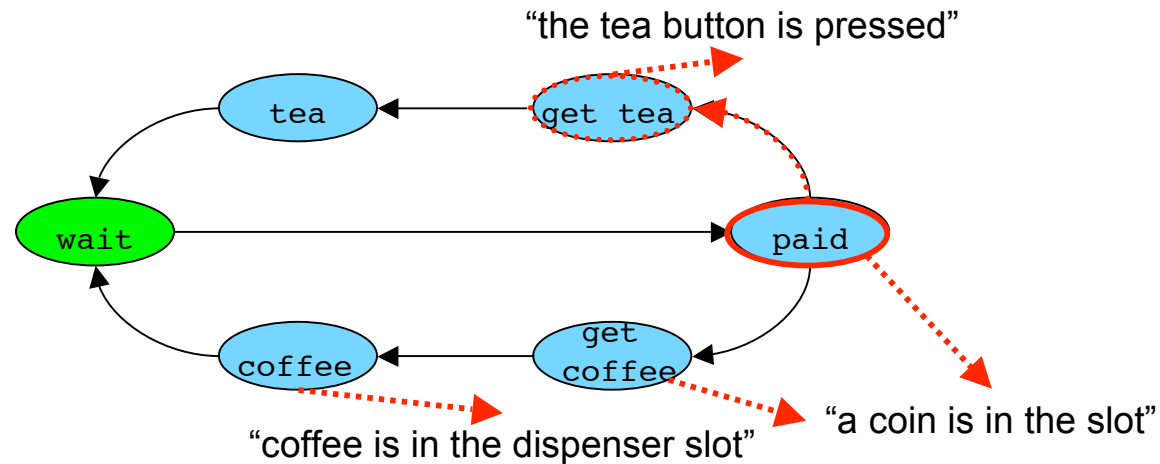 “the tea button is pressed”
tea
get tea
wait
paid
coffee
get
coffee
“a coin is in the slot”
“coffee is in the dispenser slot”